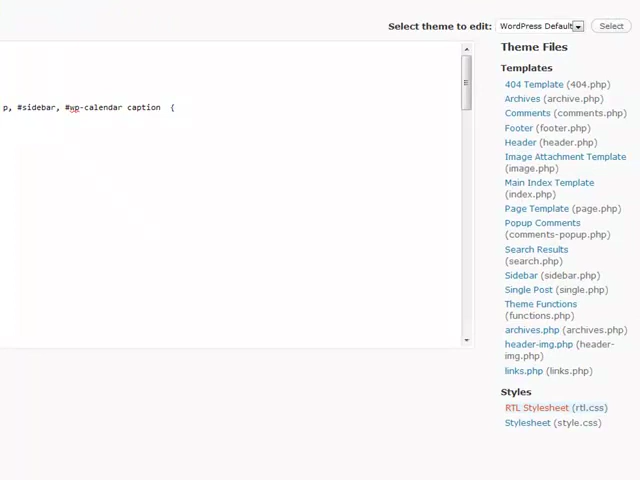 Select theme to edit: WordPress Default Select
Theme Files
Templates
404 Template (404.php)
Archives (archive.php)
Comments (comments.php)
p, #sidebar, #wp-calendar caption {
Footer (footer.php)
Header (header.php)
Image Attachment Template
(image.php)
Main Index Template
(index.php)
Page Template (page.php)
Popup Comments
(comments-popup.php)
Search Results
(search.php)
Sidebar (sidebar.php)
Single Post (single.php)
Theme Functions
(functions.php)
archives.php (archives.php)
header-img.php (header-
img.php)
links.php (links.php)
Styles
RTL Stylesheet (rtl.css)
Stylesheet (style.css)